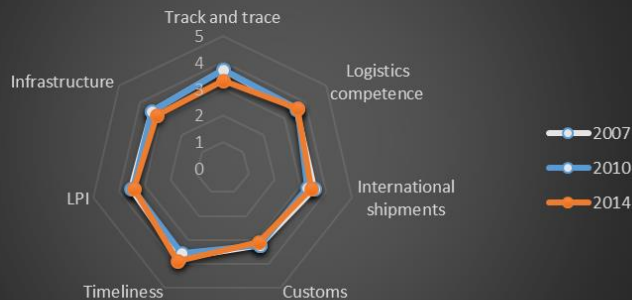 Track and trace
5
4
3
2
1
0
Logistics
competence
International
shipments
Customs
Timeliness
LPI
Infrastructure
2007
2010
2014